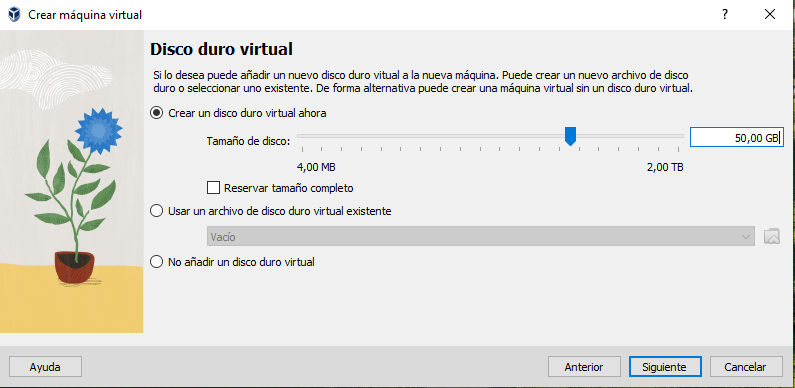 Crear máquina virtual
?
Disco duro virtual
Si lo desea puede añadir un nuevo disco duro vitual a la nueva máquina. Puede crear un nuevo archivo de disco
duro o seleccionar uno existente. De forma alternativa puede crear una máquina virtual sin un disco duro virtual.
Crear un disco duro virtual ahora
Tamaño de disco:
50,00 GB
4,00 MB
2,00 TB
Reservar tamaño completo
Usar un archivo de disco duro virtual existente
Vacío
No añadir un disco duro virtual
Ayuda
Anterior
Siguiente
Cancelar